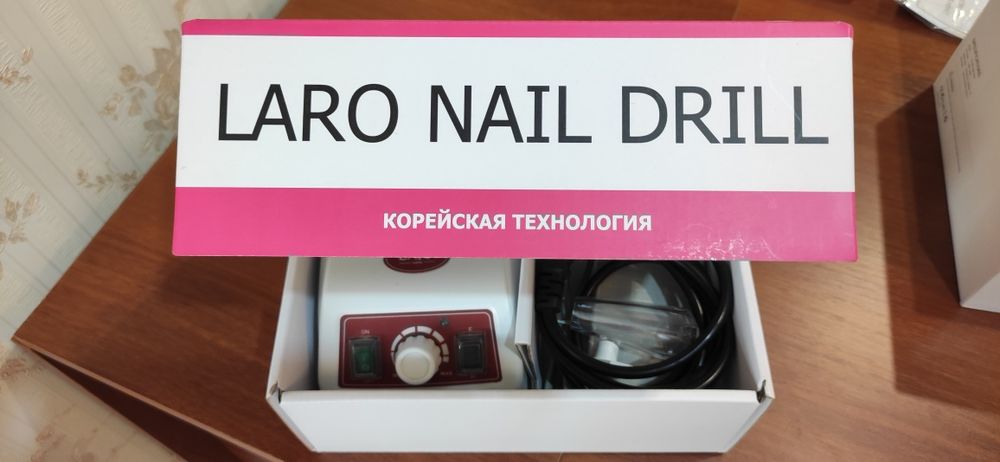 LARO NAIL DRILL
КОРЕЙСКАЯ ТЕХНОЛОГИЯ
ON